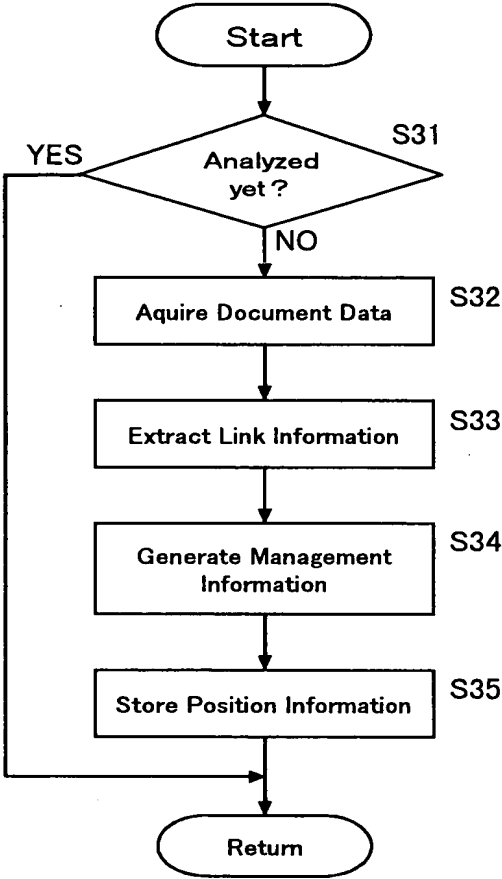 Start
S31
YES
Analyzed
yet ?
NO
S32
Aquire Document Data
S33
Extract Link Information
S34
Generate Management
Information
S35
Store Position Information
Return